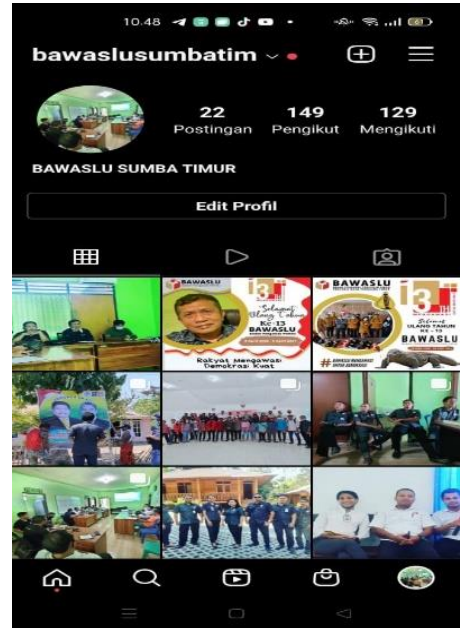 10.48
bawaslusumbatim
22 149 129
Postingan Pengikut Mengikuti
BAWASLU SUMBA TIMUR
Edit Profil
BAWASLU
13
Selamat
Ulang Tahun
Ke-13
BAWASLU
Rakyat Mengawasi
Demokrasi Kuat
BAWASLU
13
Selamat
ULANG TAHUN
KE - 13
BAWASLU